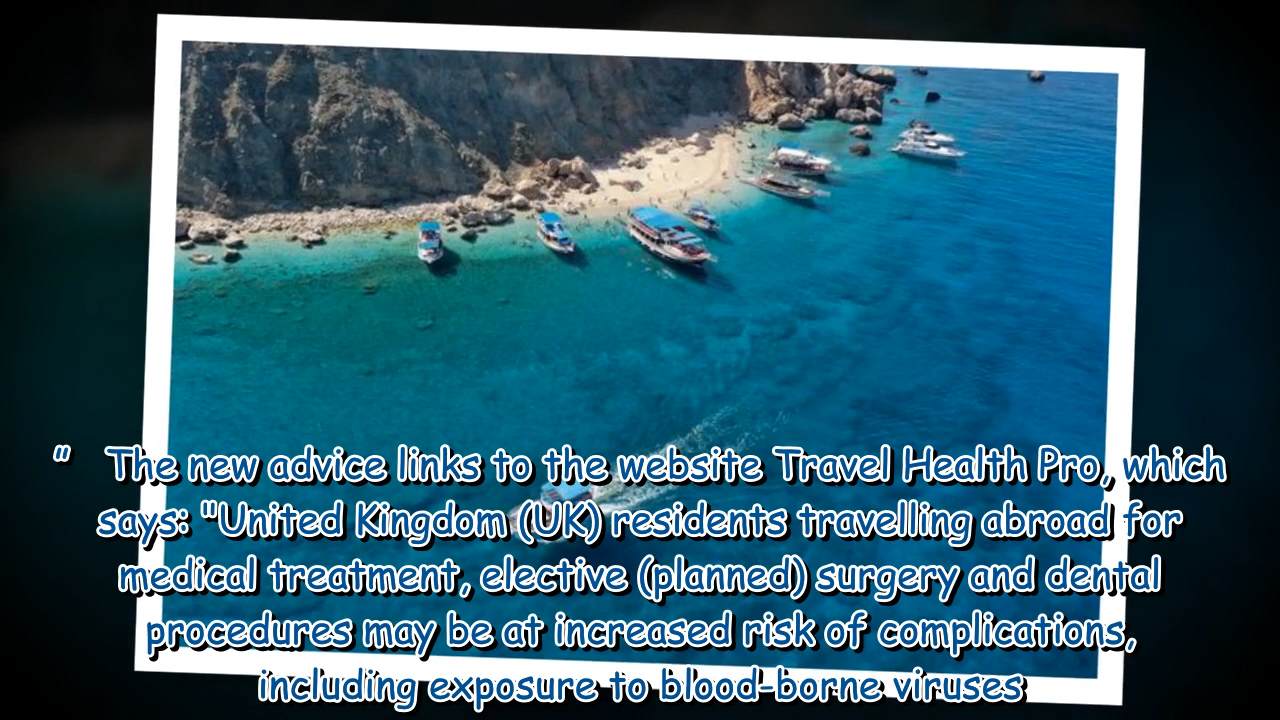 “ The new advice links to the website Travel Health Pro, which
says: "United Kingdom (UK) residents travelling abroad for
medical treatment, elective (planned) surgery and dental
procedures may be at increased risk of complications,
including exposure to blood-borne viruses